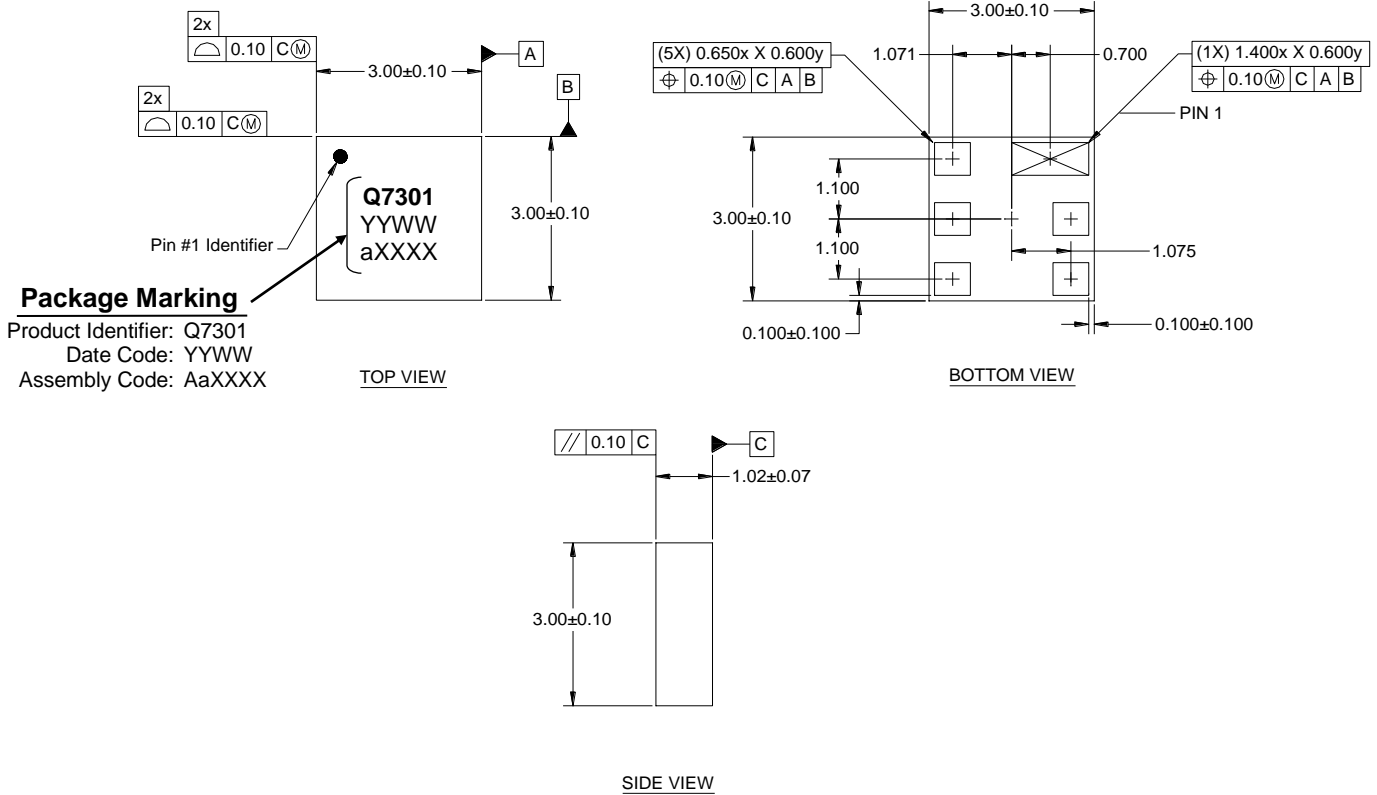 2x
⌓ 0.10 CⓂ
3.00±0.10
A
2x
⌓ 0.10 CⓂ
B
Q7301
YYWW
aXXXX
3.00±0.10
Pin #1 Identifier
Package Marking
Product Identifier: Q7301
Date Code: YYWW
Assembly Code: AaXXXX
TOP VIEW
3.00±0.10
(5X) 0.650x X 0.600y
⌖ 0.10Ⓜ C A B
1.071
0.700
(1X) 1.400x X 0.600y
⌖ 0.10Ⓜ C A B
PIN 1
1.100
3.00±0.10
1.100
1.075
0.100±0.100
0.100±0.100
BOTTOM VIEW
// 0.10 C
C
1.02±0.07
3.00±0.10
SIDE VIEW